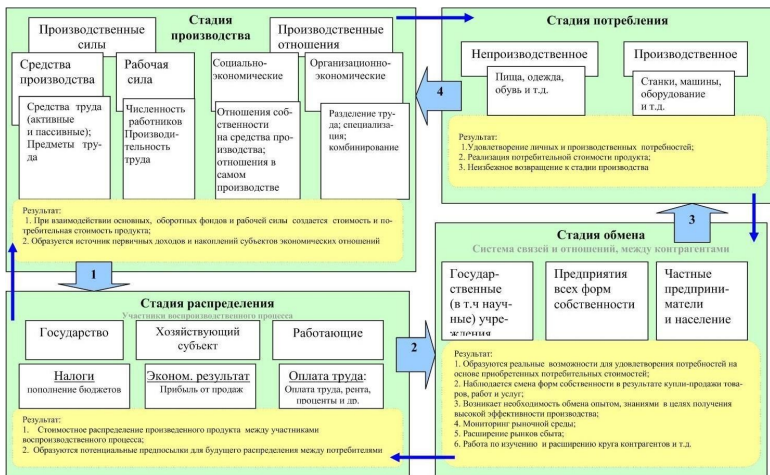 Стадия
производства
Производственные
силы
Производственные
отношения
Средства
производства
Рабочая
сила
Социально-
экономические
Организационно-
экономические
Средства труда
(активные
и пассивные);
Предметы тру-
да
Численность
работников
Производи-
тельность
труда
Отношения соб-
ственности
на средства про-
изводства;
отношения в
самом
производстве
Разделение тру-
да; специализа-
ция;
комбинирование
Результат:
1. При взаимодействии основных, оборотных фондов и рабочей силы создается стоимость и по-
требительная стоимость продукта;
2. Образуется источник первичных доходов и накоплений субъектов экономических отношений
4
Стадия потребления
Непроизводственное
Производственное
Пища, одежда,
обувь и т.д.
Станки, машины,
оборудование
и т.д.
Результат:
1.Удовлетворение личных и производственных потребностей;
2. Реализация потребительной стоимости продукта;
3. Неизбежное возвращение к стадии производства
1
3
Стадия распределения
Участники воспроизводственного процесса
Государство
Хозяйствующий
субъект
Работающие
Налоги
пополнение бюджетов
Эконом. результат
Прибыль от продаж
Оплата труда:
Оплата труда, рента,
проценты и др.
Результат:
1. Стоимостное распределение произведенного продукта между участниками
воспроизводственного процесса;
2. Образуются потенциальные предпосылки для будущего распределения между потребителями
2
Стадия обмена
Система связей и отношений, между контрагентами
Государ-
ственные
(в т.ч науч-
ные) учре-
ждения
Предприятия
всех форм
собственности
Частные
предприни-
матели
и население
Результат:
1. Образуются реальные возможности для удовлетворения потребностей на
основе приобретенных потребительных стоимостей;
2. Наблюдается смена форм собственности в результате купли-продажи това-
ров, работ и услуг;
3. Возникает необходимость обмена опытом, знаниями в целях получения
высокой эффективности производства;
4. Мониторинг рыночной среды;
5. Расширение рынков сбыта;
6. Работа по изучению и расширению круга контрагентов и т.д.